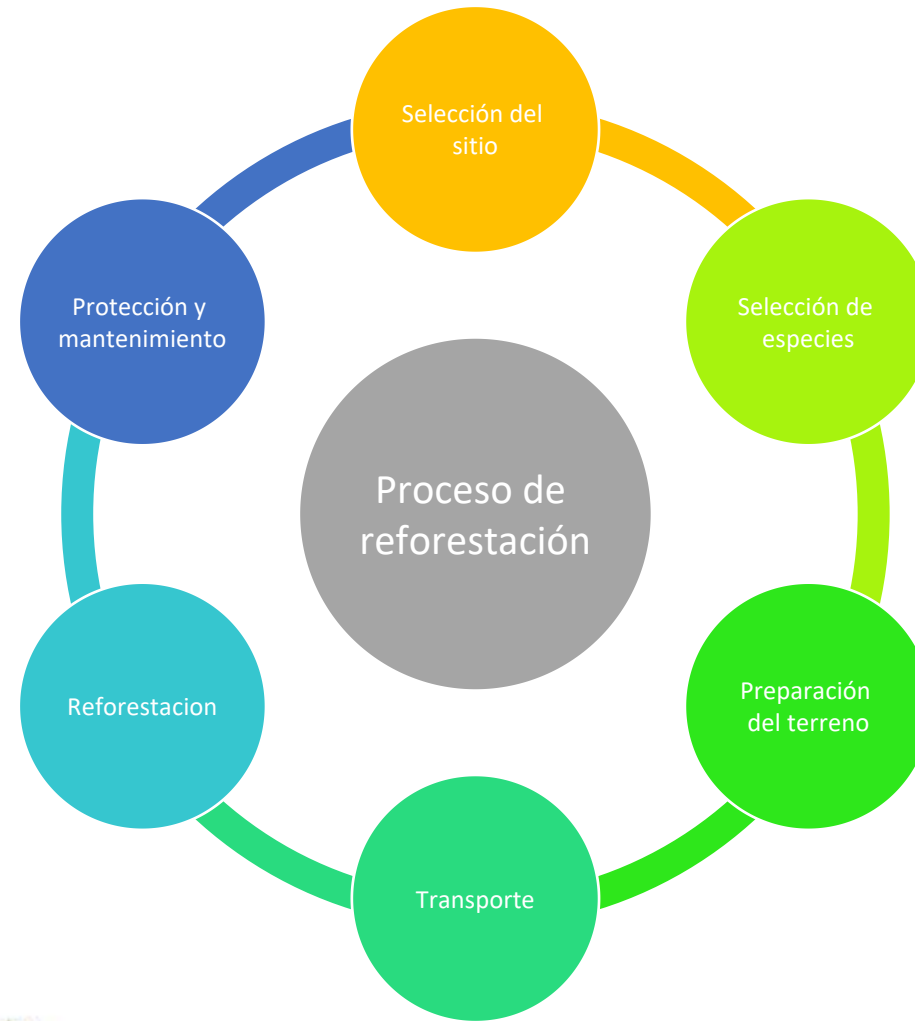 Selección del
sitio
Selección de
especies
Preparación
del terreno
Transporte
Reforestacion
Protección y
mantenimiento
Proceso de
reforestación